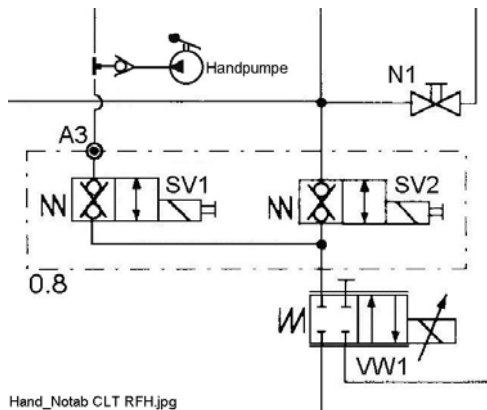 Handpumpe
N1
A3
SV1
SV2
0.8
VW1
Hand_Notab CLT RFH.jpg